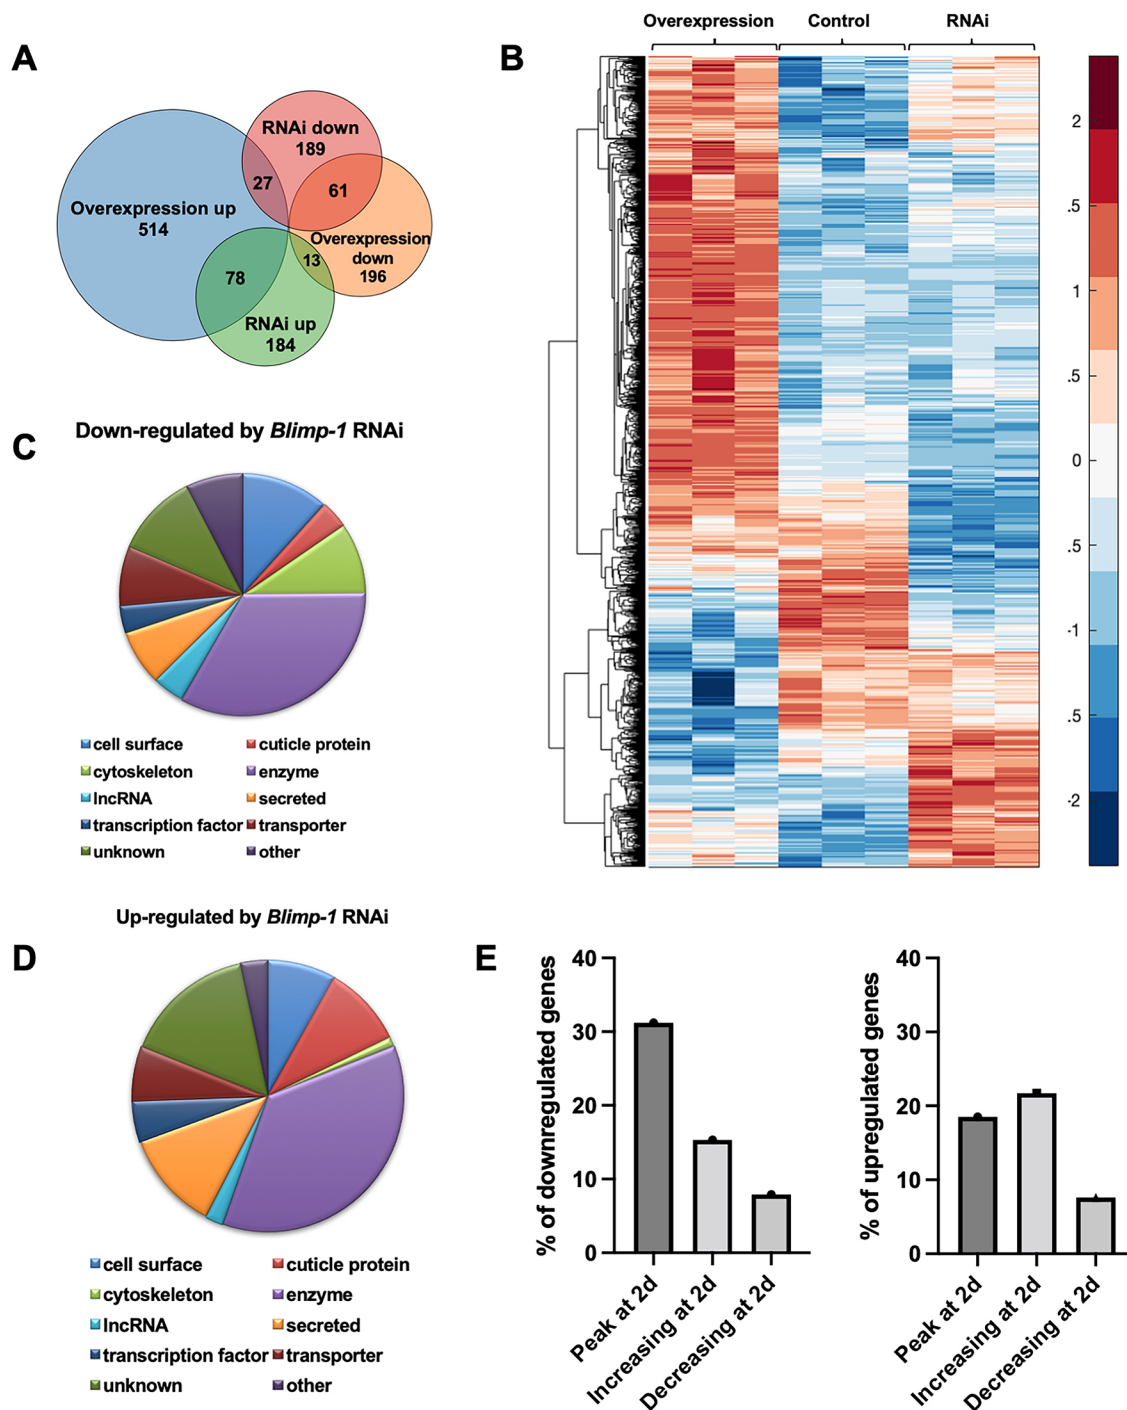 A
RNAi down
189
27
61
Overexpression up
514
Overexpression
down
196
13
78
RNAi up
184
B
Overexpression Control RNAi
2
.5
1
.5
0
.5
-1
.5
-2
C
Down-regulated by Blimp-1 RNAi
cell surface cuticle protein
cytoskeleton enzyme
lncRNA secreted
transcription factor transporter
unknown other
D
Up-regulated by Blimp-1 RNAi
cell surface cuticle protein
cytoskeleton enzyme
lncRNA secreted
transcription factor transporter
unknown other
E
% of downregulated genes
40
30
20
10
0
Peak at 2d
Increasing at 2d
Decreasing at 2d
% of upregulated genes
40
30
20
10
0
Peak at 2d
Increasing at 2d
Decreasing at 2d